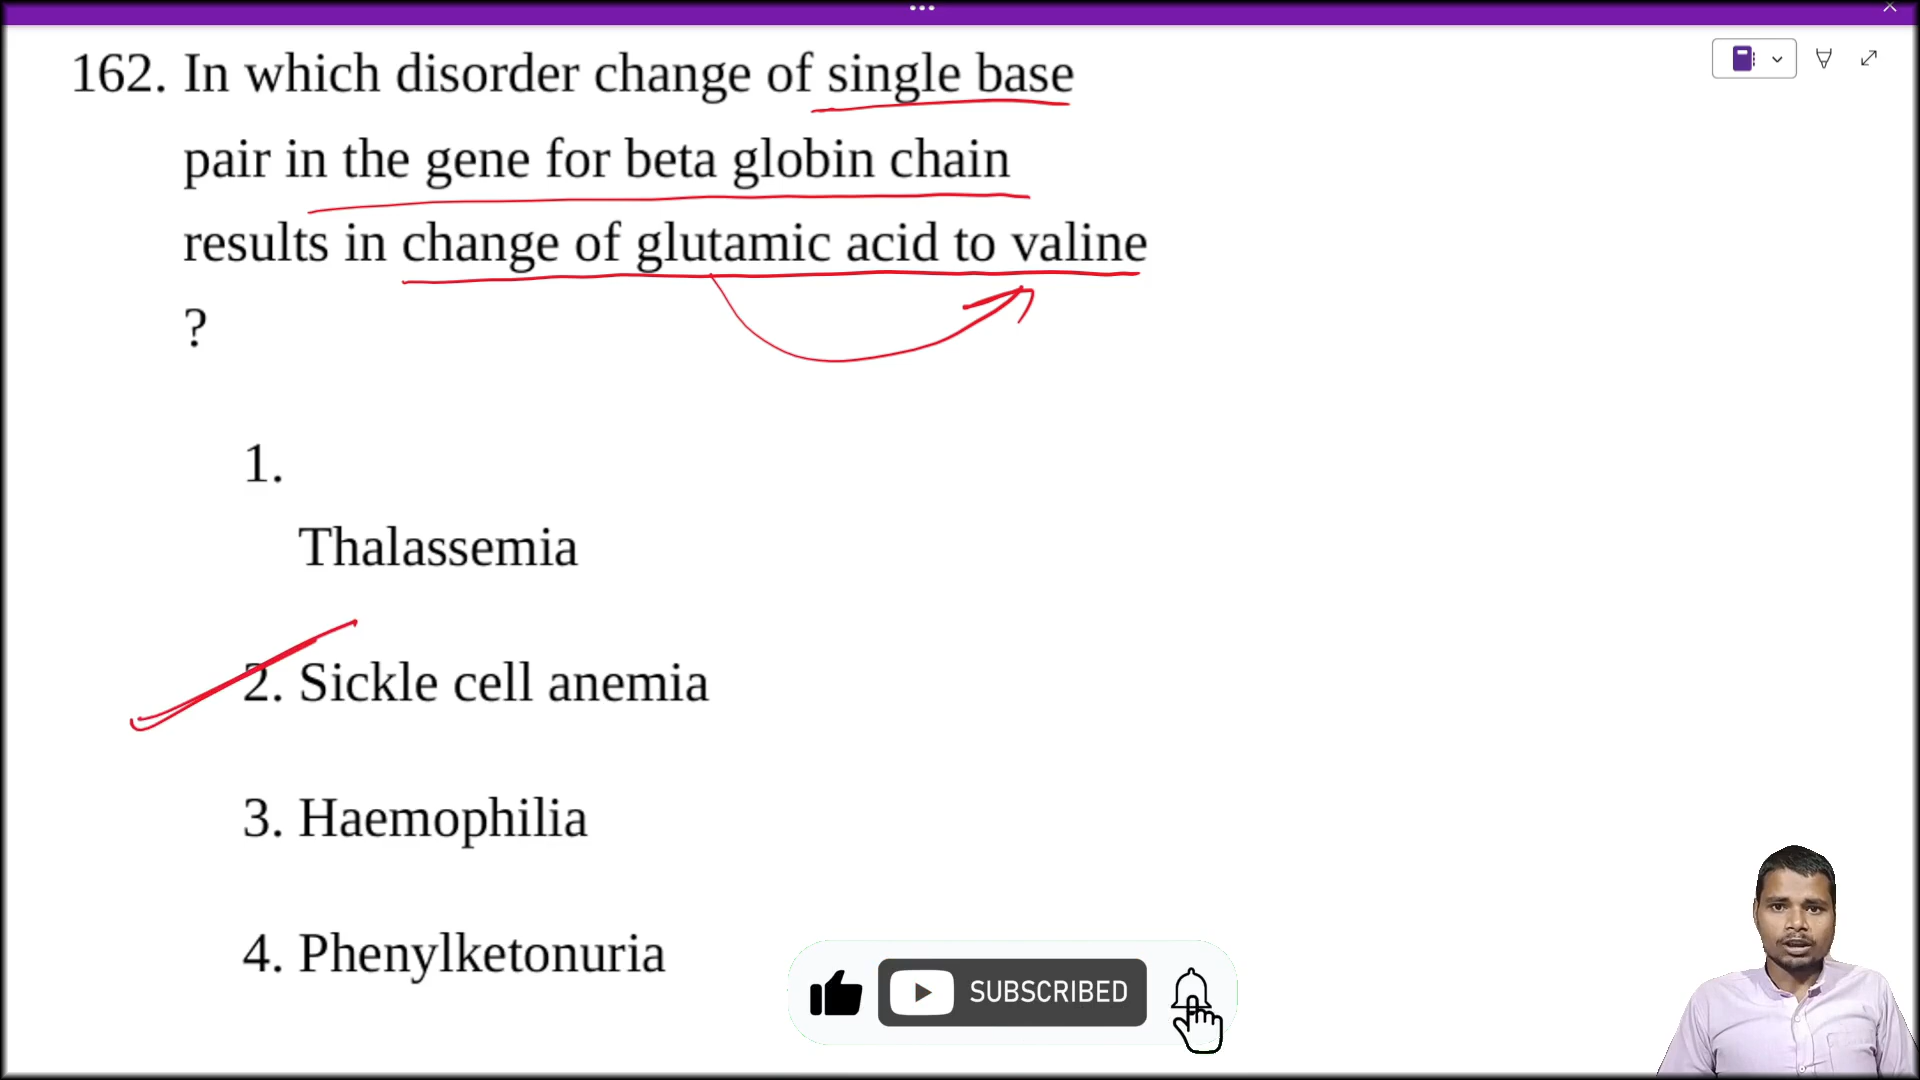 162. In which disorder change of single base
pair in the gene for beta globin chain
results in change of glutamic acid to valine
?
1.
Thalassemia
2. Sickle cell anemia
3. Haemophilia
4. Phenylketonuria
SUBSCRIBED